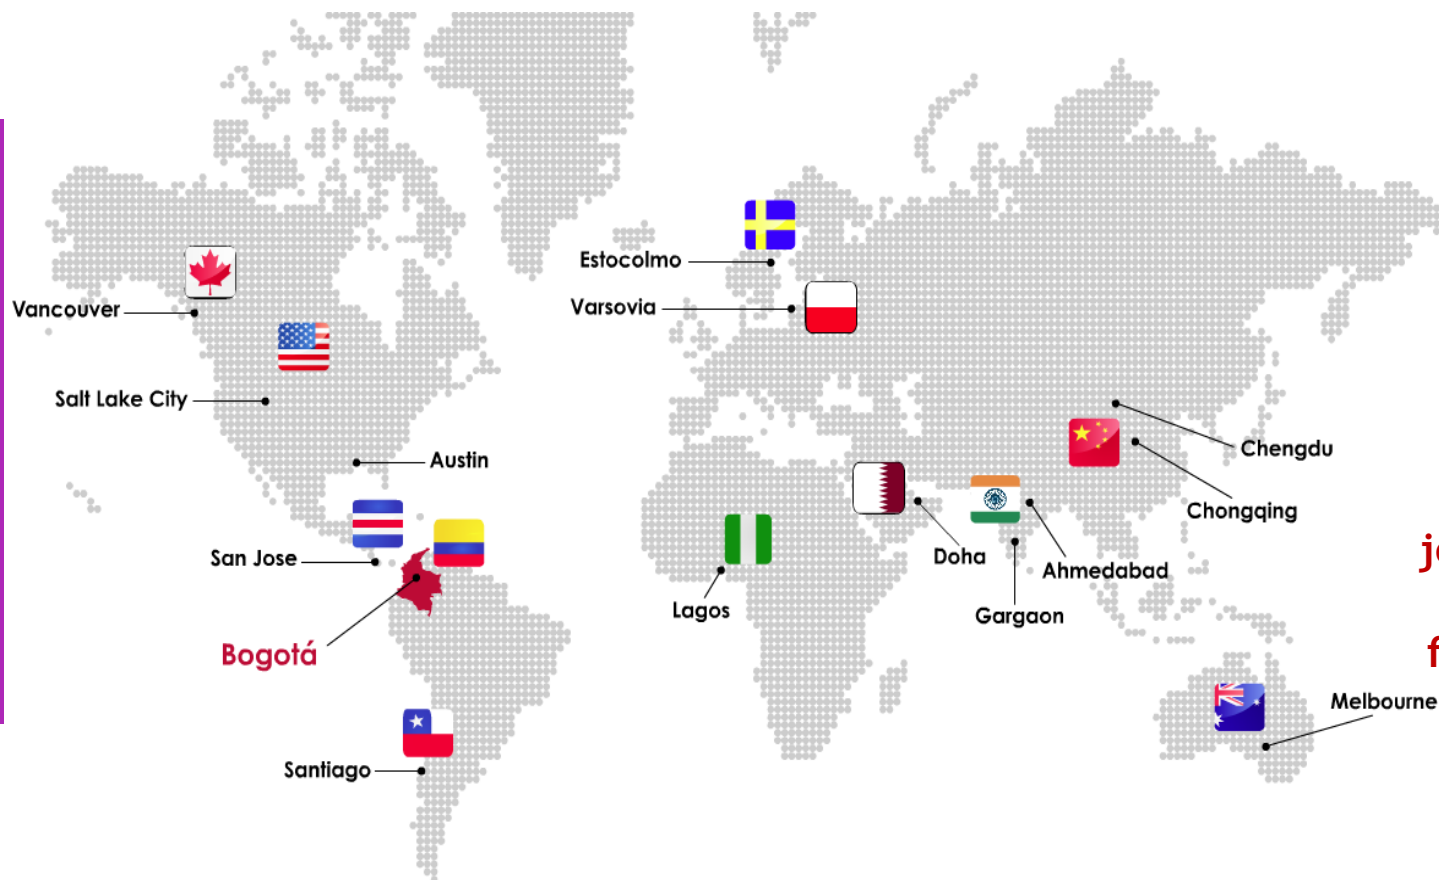 Estocolmo
Varsovia
Vancouver
Salt Lake City
Austin
Chengdu
Chongqing
San Jose
Doha
Ahmedabad
Lagos
Gargaon
Bogotá
Melbourne
Santiago